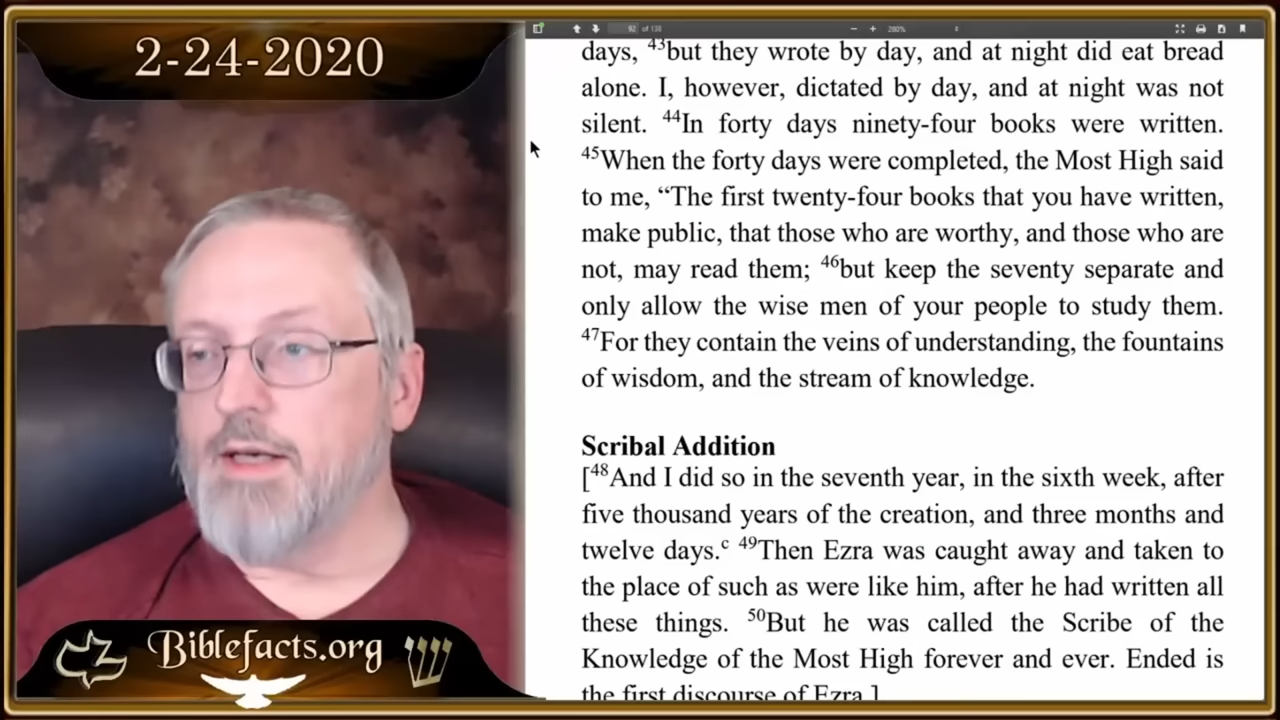 2-24-2020
92 of 138
280%
days, 43but they wrote by day, and at night did eat bread
alone. I, however, dictated by day, and at night was not
silent. 44In forty days ninety-four books were written.
45When the forty days were completed, the Most High said
to me, “The first twenty-four books that you have written,
make public, that those who are worthy, and those who are
not, may read them; 46but keep the seventy separate and
only allow the wise men of your people to study them.
47For they contain the veins of understanding, the fountains
of wisdom, and the stream of knowledge.
Scribal Addition
[48And I did so in the seventh year, in the sixth week, after
five thousand years of the creation, and three months and
twelve days.c 49Then Ezra was caught away and taken to
the place of such as were like him, after he had written all
these things. 50But he was called the Scribe of the
Knowledge of the Most High forever and ever. Ended is
the first discourse of Ezra.]
Biblefacts.org
ש